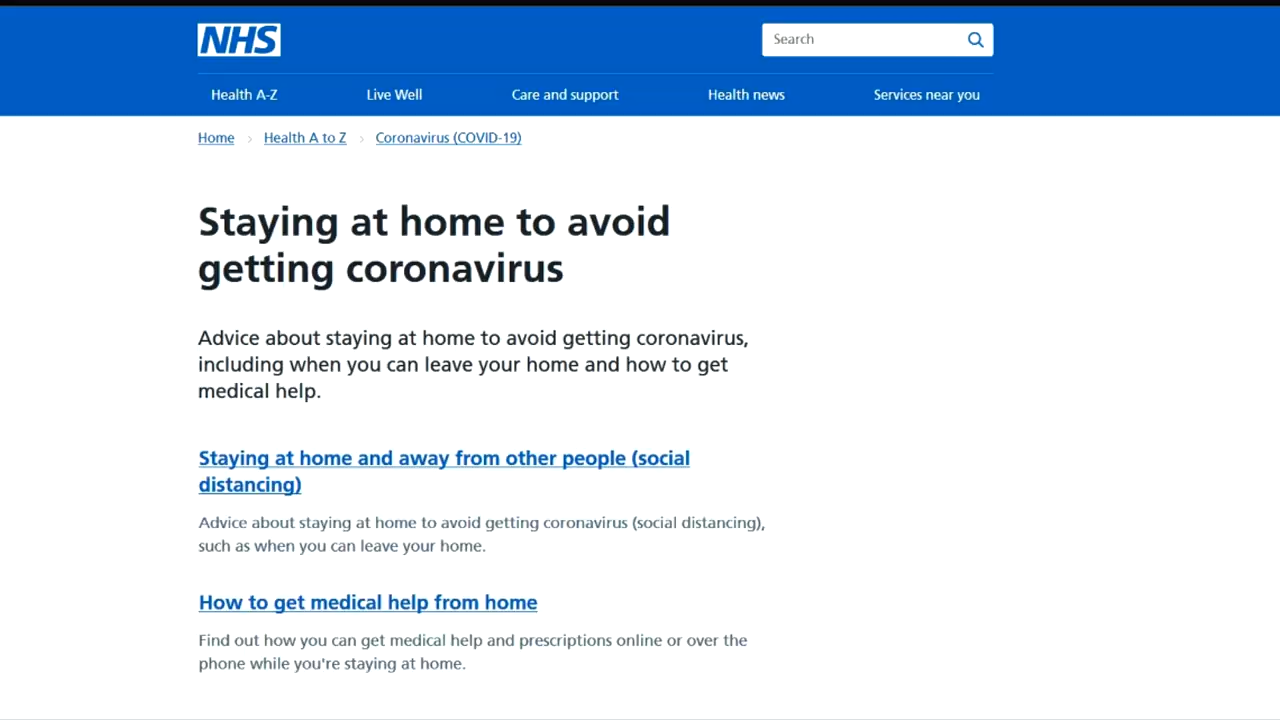 NHS
Search
Health A-Z
Live Well
Care and support
Health news
Services near you
Home
Health A to Z
Coronavirus (COVID-19)
Staying at home to avoid
getting coronavirus
Advice about staying at home to avoid getting coronavirus,
including when you can leave your home and how to get
medical help.
Staying at home and away from other people (social
distancing)
Advice about staying at home to avoid getting coronavirus (social distancing),
such as when you can leave your home.
How to get medical help from home
Find out how you can get medical help and prescriptions online or over the
phone while you're staying at home.